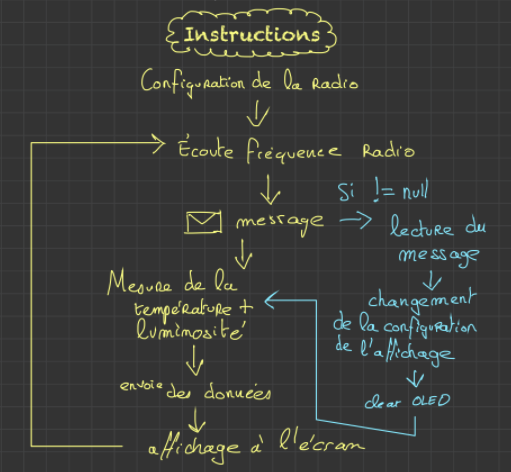 Instructions
Configuration de la Radio
Écoute fréquence Radio
Si != null
message
lecture du
message
changement
de la configuration
de l'affichage
clear OLED
Mesure de la
température +
luminosité
envoie des données
affichage à l'écran